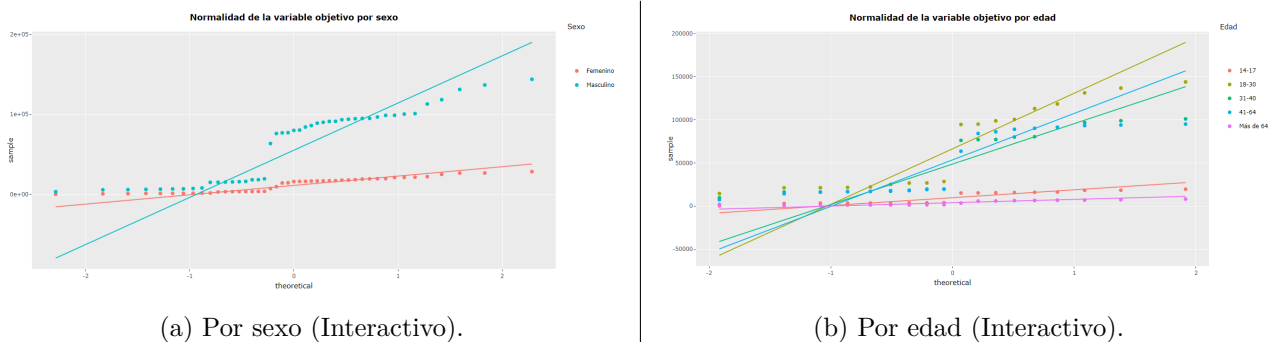 Normalidad de la variable objetivo por sexo
Sexo
Femenino
Masculino
2e+05
1e+05
0e+00
sample
-2
-1
0
1
2
theoretical
(a) Por sexo (Interactivo).
Normalidad de la variable objetivo por edad
Edad
14-17
18-30
31-40
41-64
Más de 64
200000
150000
100000
50000
0
-50000
sample
-2
-1
0
1
2
theoretical
(b) Por edad (Interactivo).